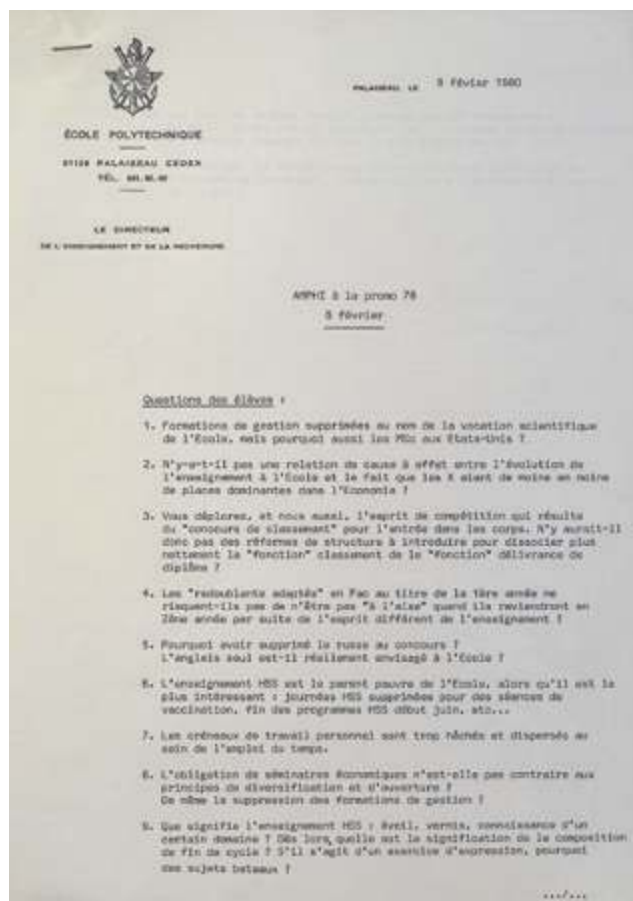 PALAISEAU, LE 8 février 1980
ÉCOLE POLYTECHNIQUE
91128 PALAISEAU CEDEX
TÉL.
LE DIRECTEUR
DE L'ENSEIGNEMENT ET DE LA RECHERCHE
AMPHI à la promo 78
8 février
Questions des élèves :
1. Formations de gestion supprimées au nom de la vocation scientifique
de l'Ecole, mais pourquoi aussi les aux Etats-Unis ?
2. N'y-a-t-il pas une relation de cause à effet entre l'évolution de
l'enseignement à l'Ecole et le fait que les X aient de moins en moins
de places dominantes dans l'Economie ?
3. Vous déplorez, et nous aussi, l'esprit de compétition qui résulte
du "concours de classement" pour l'entrée dans les corps. N'y aurait-il
donc pas des réformes de structure à introduire pour dissocier plus
nettement la "fonction" classement de la "fonction" délivrance de
diplôme ?
4. Les "redoublants adaptés" en Fac au titre de la 1ère année ne
risquent-ils pas de n'être pas "à l'aise" quand ils reviendront en
2ème année par suite de l'esprit différent de l'enseignement ?
5. Pourquoi avoir supprimé le russe au concours ?
L'anglais seul est-il réellement envisagé à l'Ecole ?
6. L'enseignement HSS est le parent pauvre de l'Ecole, alors qu'il est le
plus intéressant : journées HSS supprimées pour des séances de
vaccination, fin des programmes HSS début juin, etc...
7. Les créneaux de travail personnel sont trop hâchés et dispersés au
sein de l'emploi du temps.
8. L'obligation de séminaires économiques n'est-elle pas contraire aux
principes de diversification et d'ouverture ?
De même la suppression des formations de gestion ?
9. Que signifie l'enseignement HSS : éveil, vernis, connaissance d'un
certain domaine ? Dès lors, quelle est la signification de la composition
de fin de cycle ? S'il s'agit d'un exercice d'expression, pourquoi
des sujets bateaux ?
.../...